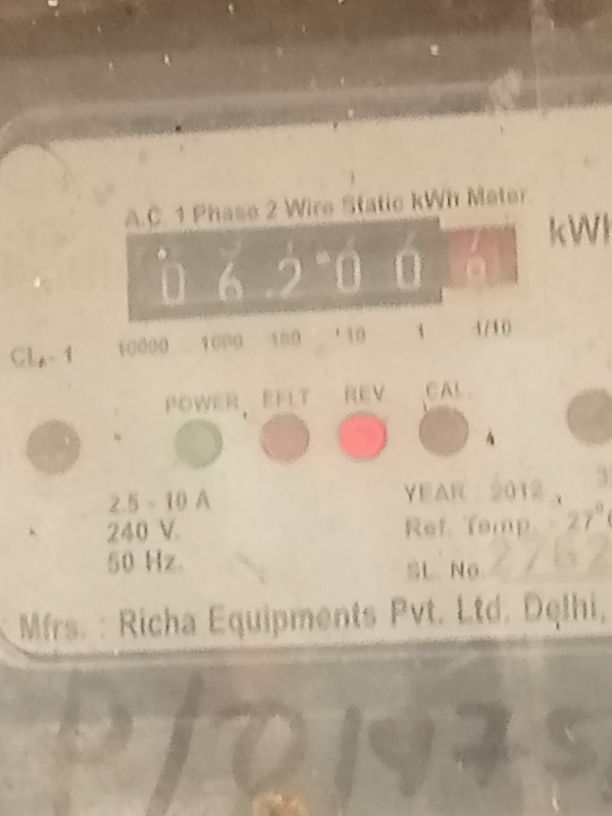 A.C. 1 Phase 2 Wire Static kWh Meter
0 6 2 0 0 kWh
CL. 1 10000 1000 100 10 1 1/10
POWER EFLT REV CAL
2.5 - 10 A
240 V.
50 Hz.
YEAR : 2012,
Ref. Temp. 27°C
SL. No. 2762
Mfrs. : Richa Equipments Pvt. Ltd. Delhi,